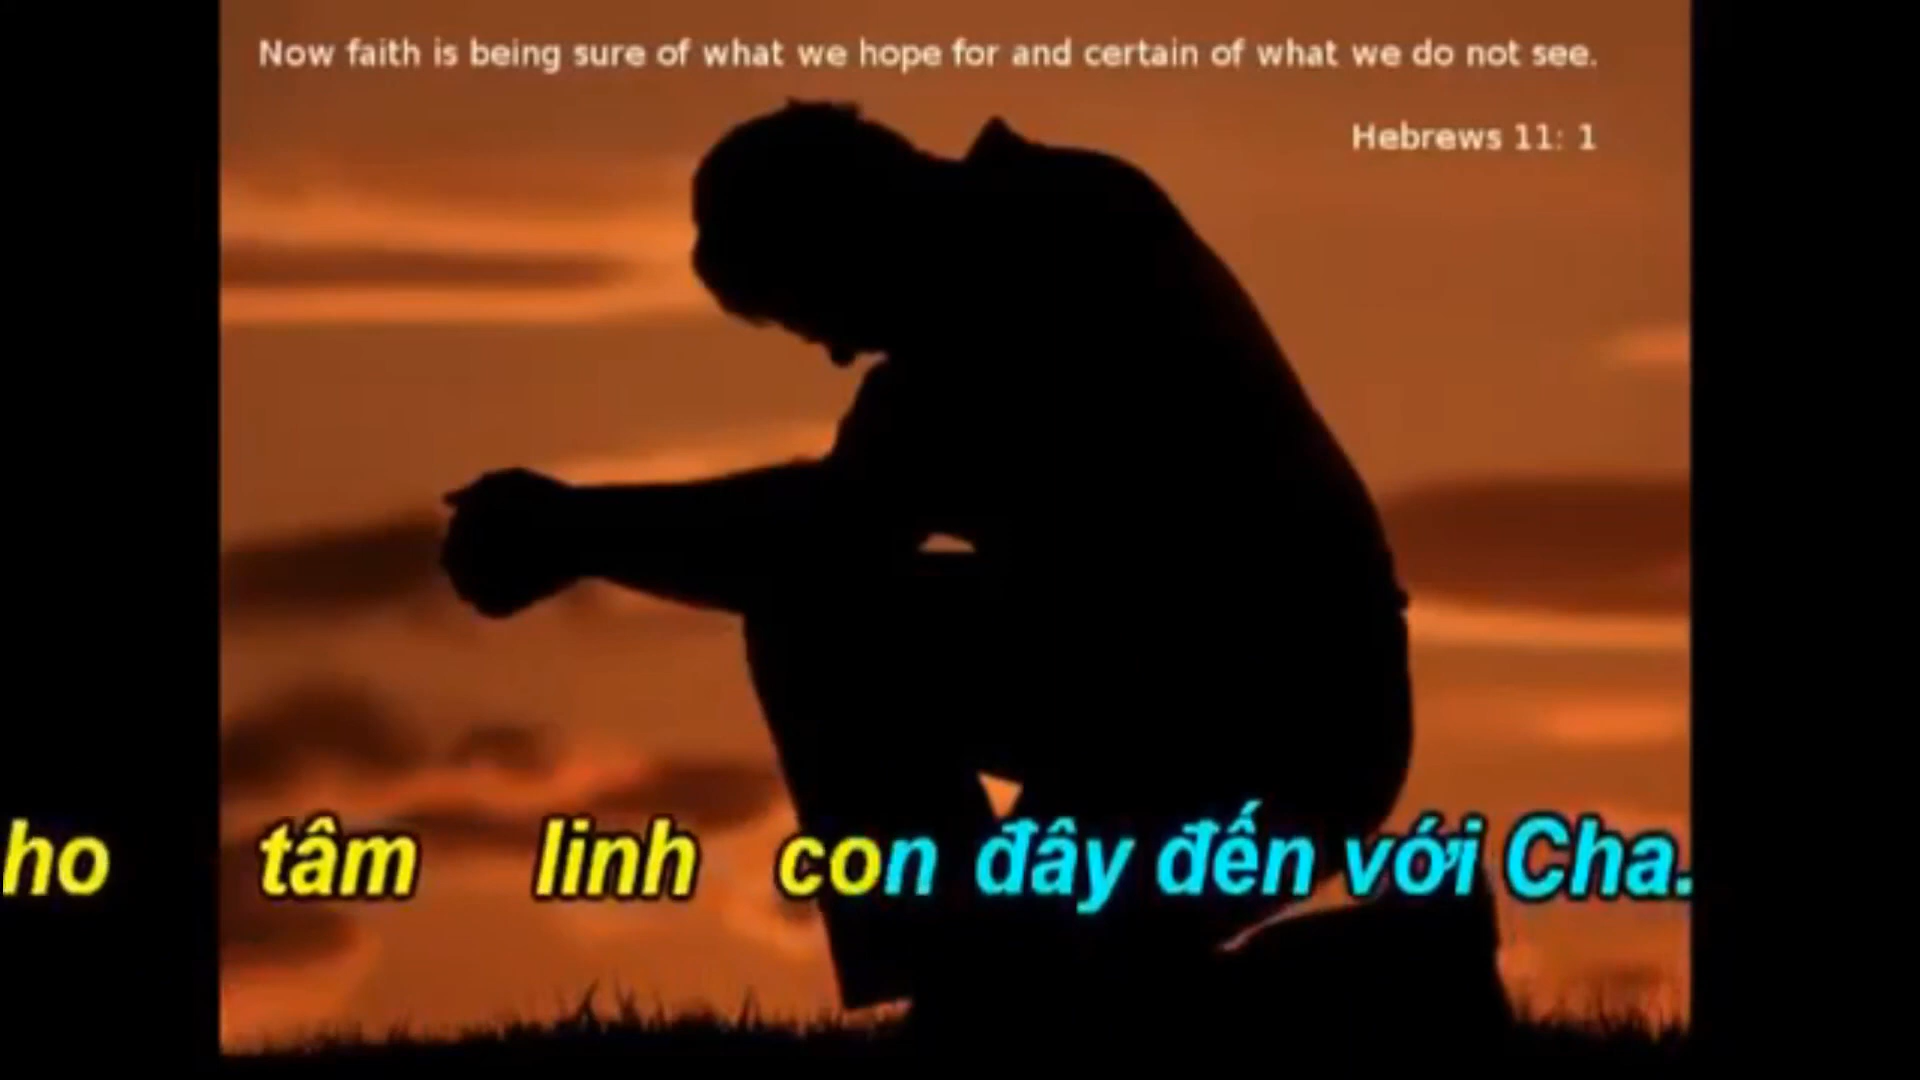 Now faith is being sure of what we hope for and certain of what we do not see.
Hebrews 11: 1
ho tâm linh con đây đến với Cha.